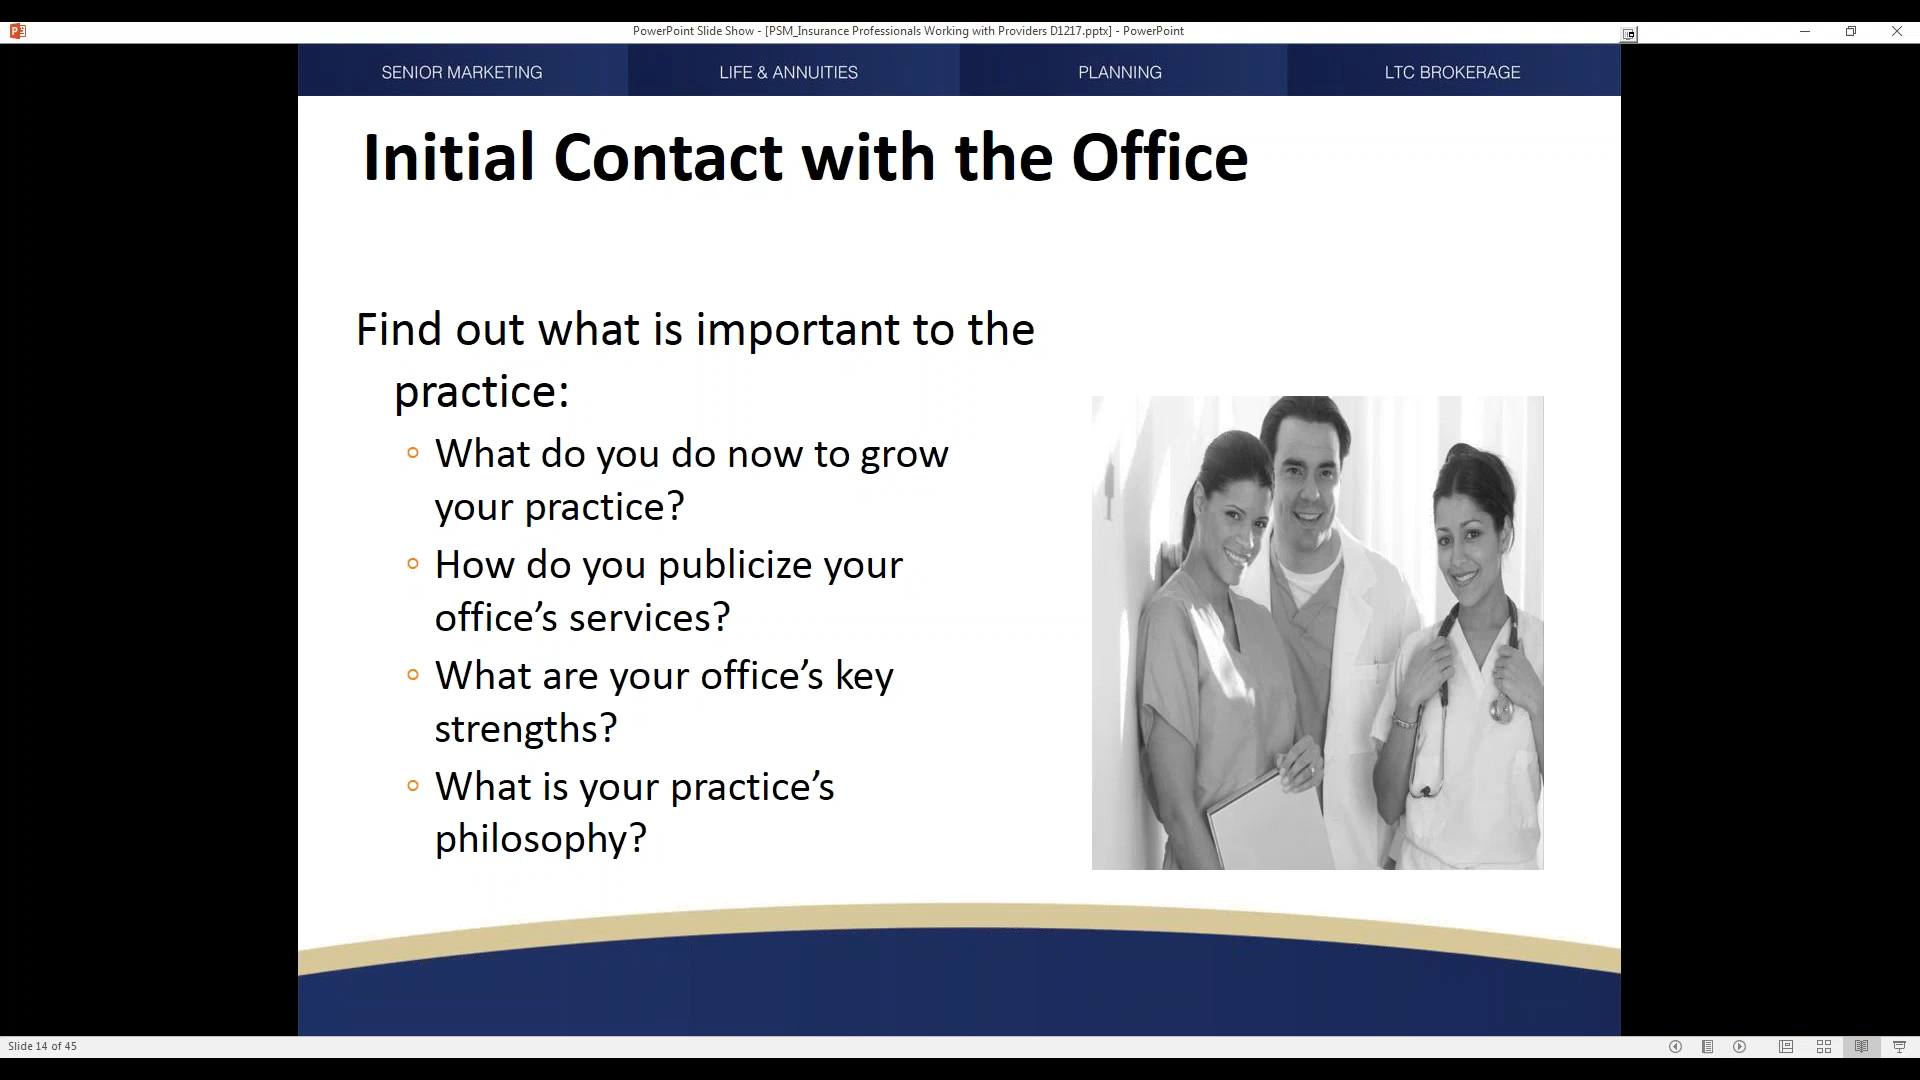 PowerPoint Slide Show - [PSM_Insurance Professionals Working with Providers D1217.pptx] - PowerPoint
SENIOR MARKETING
LIFE & ANNUITIES
PLANNING
LTC BROKERAGE
Initial Contact with the Office
Find out what is important to the
practice:
What do you do now to grow
your practice?
How do you publicize your
office’s services?
What are your office’s key
strengths?
What is your practice’s
philosophy?
Slide 14 of 45